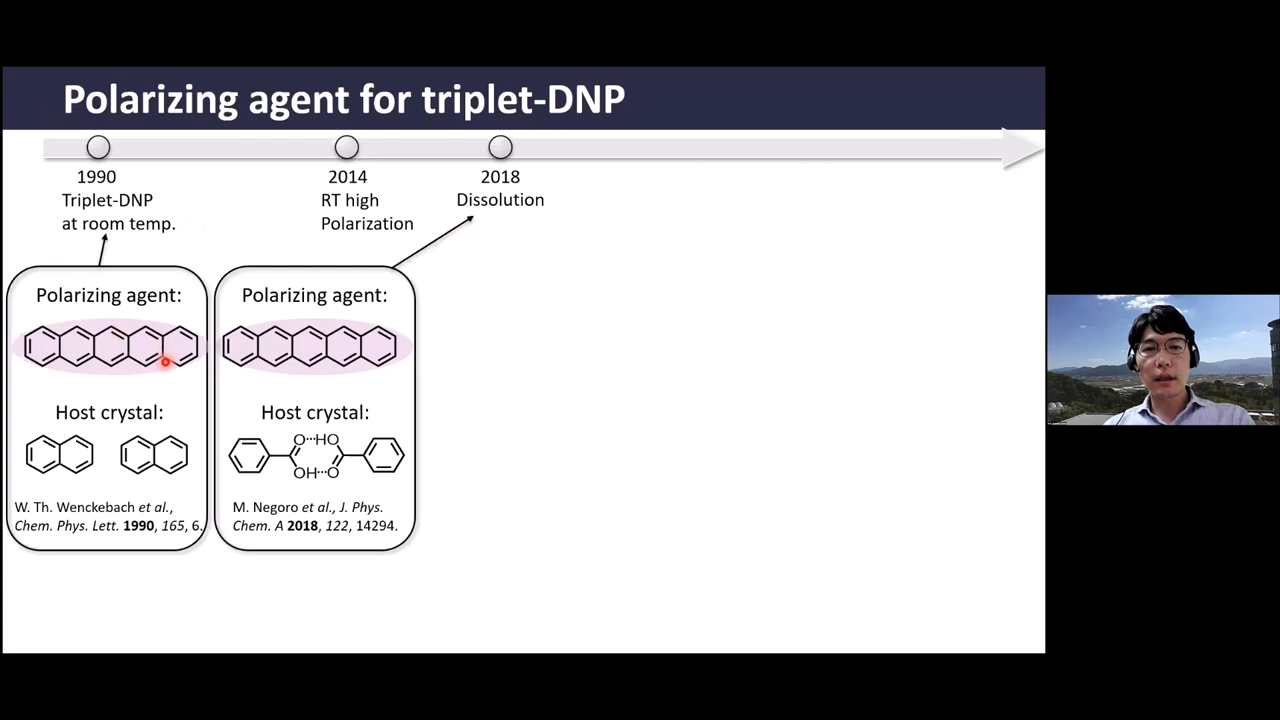 Polarizing agent for triplet-DNP
1990
Triplet-DNP
at room temp.
2014
RT high
Polarization
2018
Dissolution
Polarizing agent:
Host crystal:
W. Th. Wenckebach et al.,
Chem. Phys. Lett. 1990, 165, 6.
Polarizing agent:
Host crystal:
O···HO
OH···O
M. Negoro et al., J. Phys.
Chem. A 2018, 122, 14294.